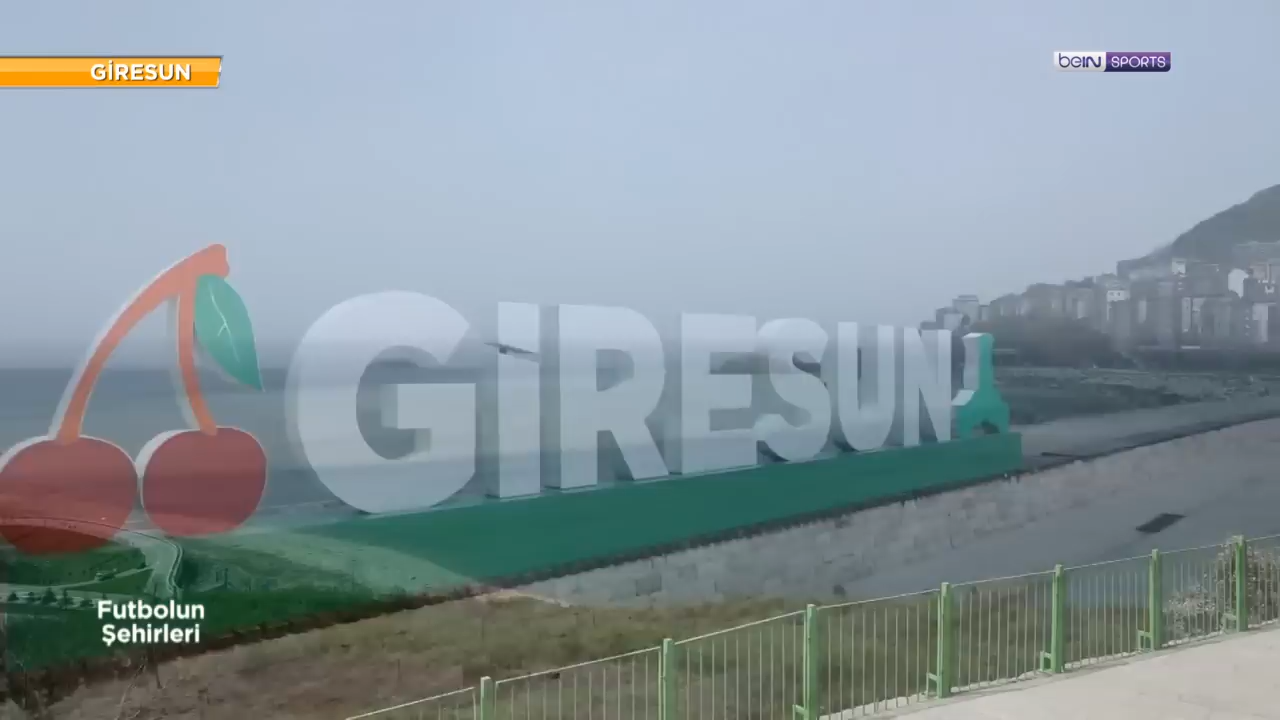 GİRESUN
beIN SPORTS
GİRESUN
Futbolun
Şehirleri